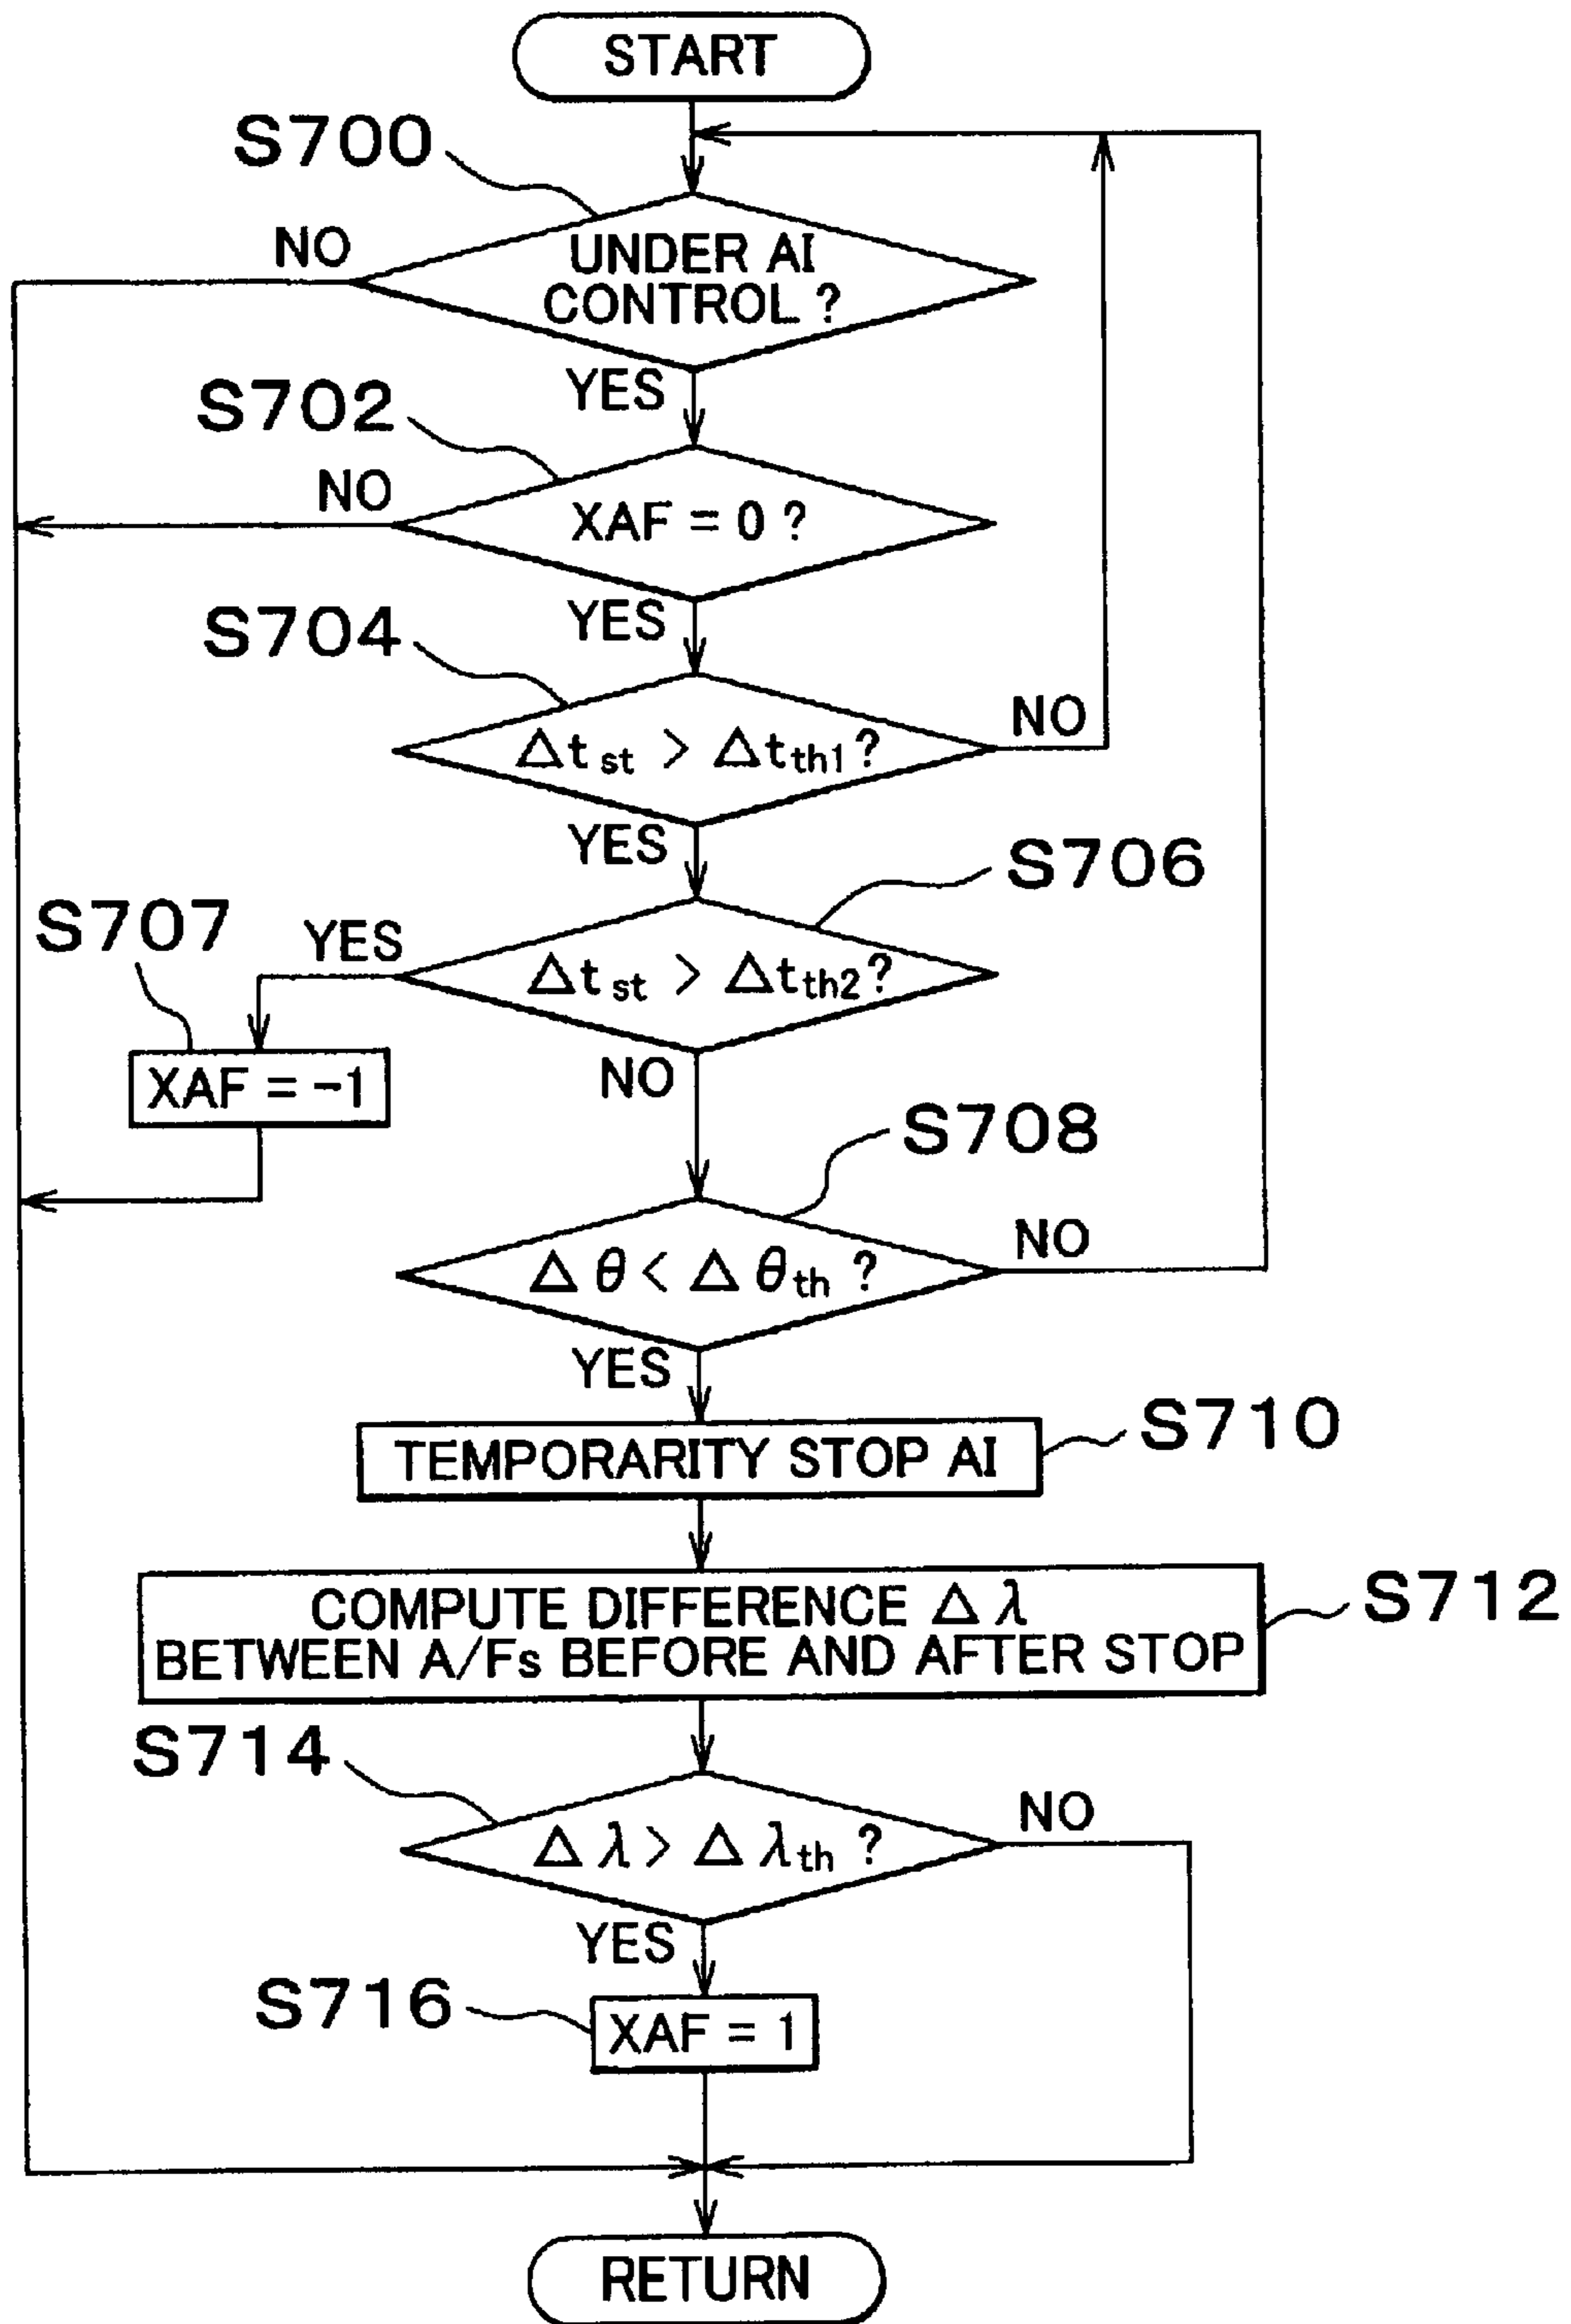 START
S700
NO
UNDER AI
CONTROL ?
YES
S702
NO
XAF = 0 ?
YES
S704
NO
Δt st > Δt th1 ?
YES
S706
S707
YES
Δt st > Δt th2 ?
XAF = -1
NO
S708
NO
Δ θ < Δ θ th ?
YES
S710
TEMPORARITY STOP AI
S712
COMPUTE DIFFERENCE Δ λ
BETWEEN A/Fs BEFORE AND AFTER STOP
S714
NO
Δ λ > Δ λ th ?
YES
S716
XAF = 1
RETURN